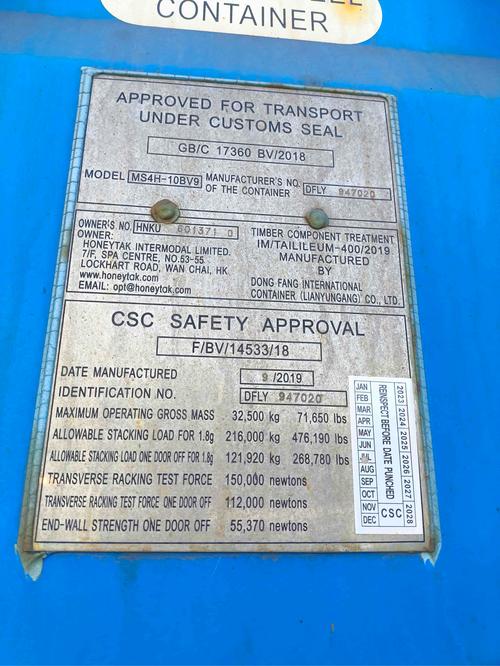 CONTAINER
APPROVED FOR TRANSPORT
UNDER CUSTOMS SEAL
GB/C 17360 BV/2018
MODEL MS4H-10BV9 MANUFACTURER'S NO. OF THE CONTAINER DFLY 947020
OWNER'S NO. HNKU 601371 0
OWNER:
HONEYTAK INTERMODAL LIMITED.
7/F, SPA CENTRE, NO.53-55
LOCKHART ROAD, WAN CHAI, HK
www.honeytak.com
EMAIL: opt@honeytak.com
TIMBER COMPONENT TREATMENT
IM/TAILILEUM-400/2019
MANUFACTURED
BY
DONG FANG INTERNATIONAL
CONTAINER (LIANYUNGANG) CO., LTD.
CSC SAFETY APPROVAL
F/BV/14533/18
DATE MANUFACTURED 9 /2019
IDENTIFICATION NO. DFLY 947020
MAXIMUM OPERATING GROSS MASS 32,500 kg 71,650 lbs
ALLOWABLE STACKING LOAD FOR 1.8g 216,000 kg 476,190 lbs
ALLOWABLE STACKING LOAD ONE DOOR OFF FOR 1.8g 121,920 kg 268,780 lbs
TRANSVERSE RACKING TEST FORCE 150,000 newtons
TRANSVERSE RACKING TEST FORCE ONE DOOR OFF 112,000 newtons
END-WALL STRENGTH ONE DOOR OFF 55,370 newtons
JAN
FEB
MAR
APR
MAY
JUN
JUL
AUG
SEP
OCT
NOV
DEC
REINSPECT BEFORE DATE PUNCHED
CSC
2023 2024 2025 2026 2027 2028